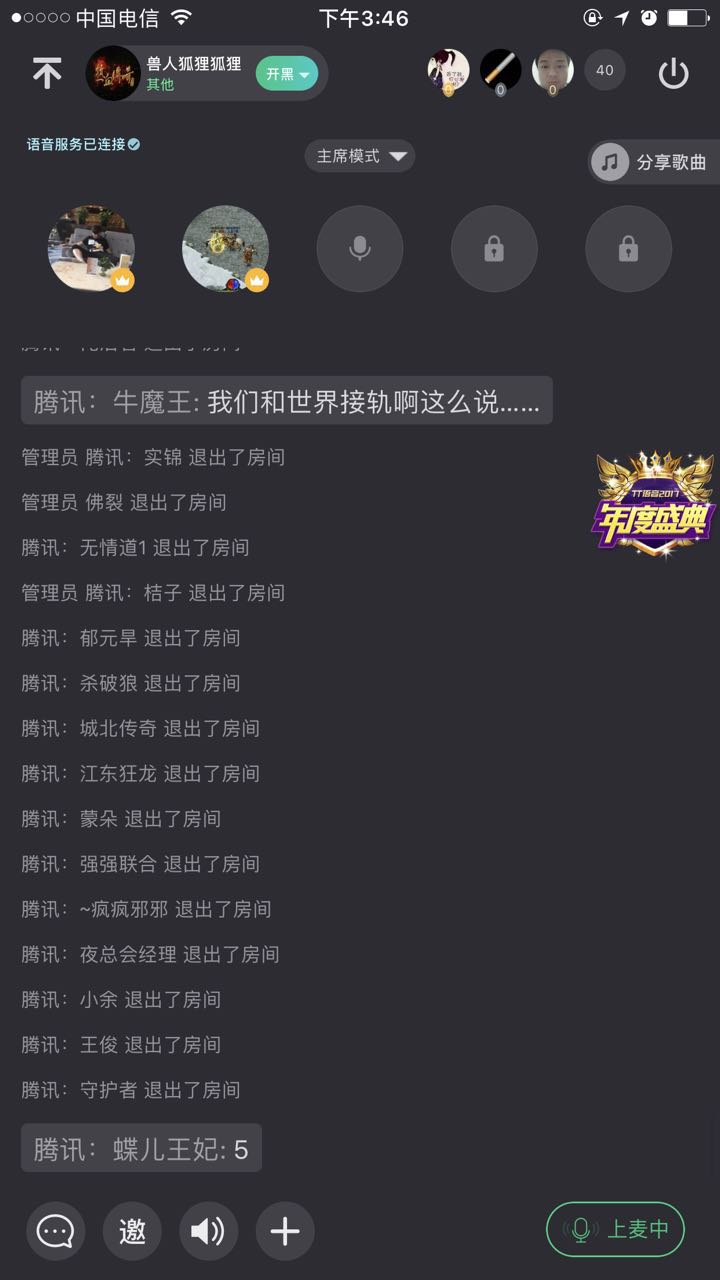 中国电信
下午3:46
兽人狐狸狐狸
其他
开黑
0
0
0
40
语音服务已连接
主席模式
分享歌曲
腾讯：牛魔王: 我们和世界接轨啊这么说......
管理员 腾讯：实锦 退出了房间
管理员 佛裂 退出了房间
TT语音2017
年度盛典
腾讯：无情道1 退出了房间
管理员 腾讯：桔子 退出了房间
腾讯：郁元旱 退出了房间
腾讯：杀破狼 退出了房间
腾讯：城北传奇 退出了房间
腾讯：江东狂龙 退出了房间
腾讯：蒙朵 退出了房间
腾讯：强强联合 退出了房间
腾讯：~疯疯邪邪 退出了房间
腾讯：夜总会经理 退出了房间
腾讯：小余 退出了房间
腾讯：王俊 退出了房间
腾讯：守护者 退出了房间
腾讯：蝶儿王妃: 5
邀
上麦中